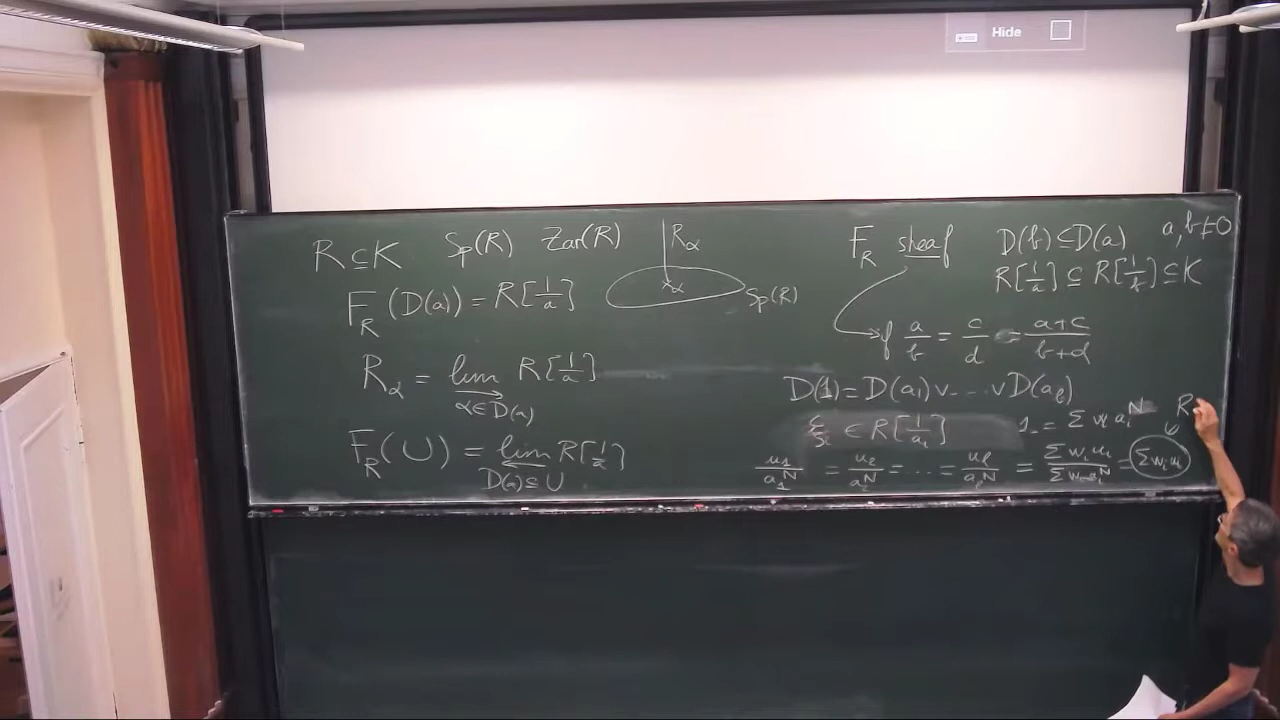 Hide
R ⊆ K Sp(R) Zar(R)
F_R(D(a)) = R[1/a]
R_α
α
Sp(R)
R_α = lim→_{α∈D(a)} R[1/a]
F_R(U) = lim←_{D(a)⊆U} R[1/a]
F_R sheaf D(b) ⊆ D(a) a, b ≠ 0
R[1/a] ⊆ R[1/b] ⊆ K
a/b = c/d = (a+c)/(b+d)
D(1) = D(a_1) ∨ ... ∨ D(a_ℓ)
∈ R[1/a_i] 1 = Σ w_i a_i^N R
u_1/a_1^N = u_2/a_2^N = ... = u_ℓ/a_ℓ^N = Σ w_i u_i / Σ w_i a_i^N = Σ w_i u_i